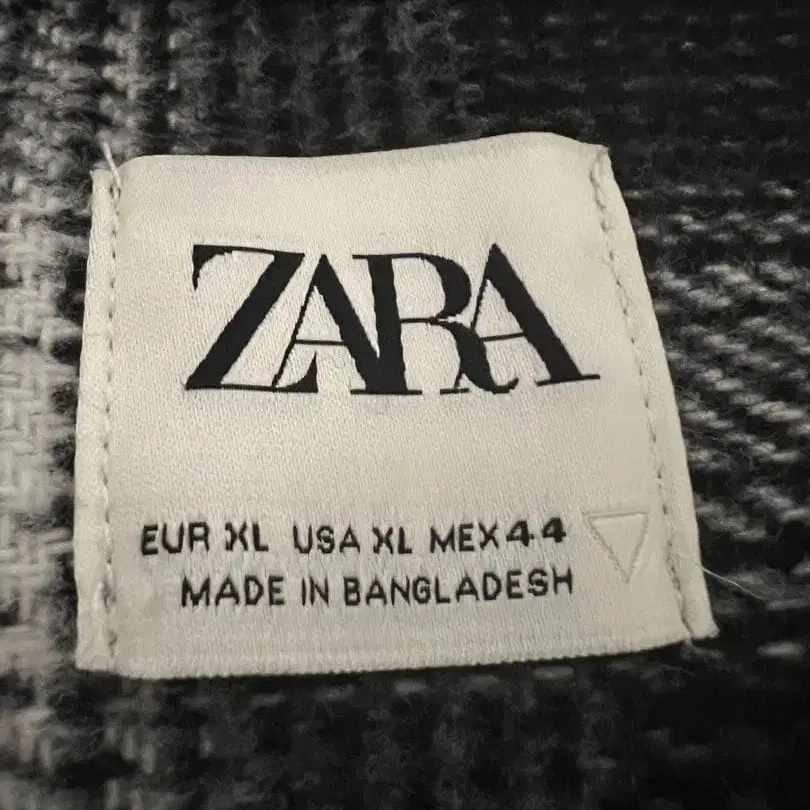 ZARA
EUR XL USA XL MEX 44
MADE IN BANGLADESH